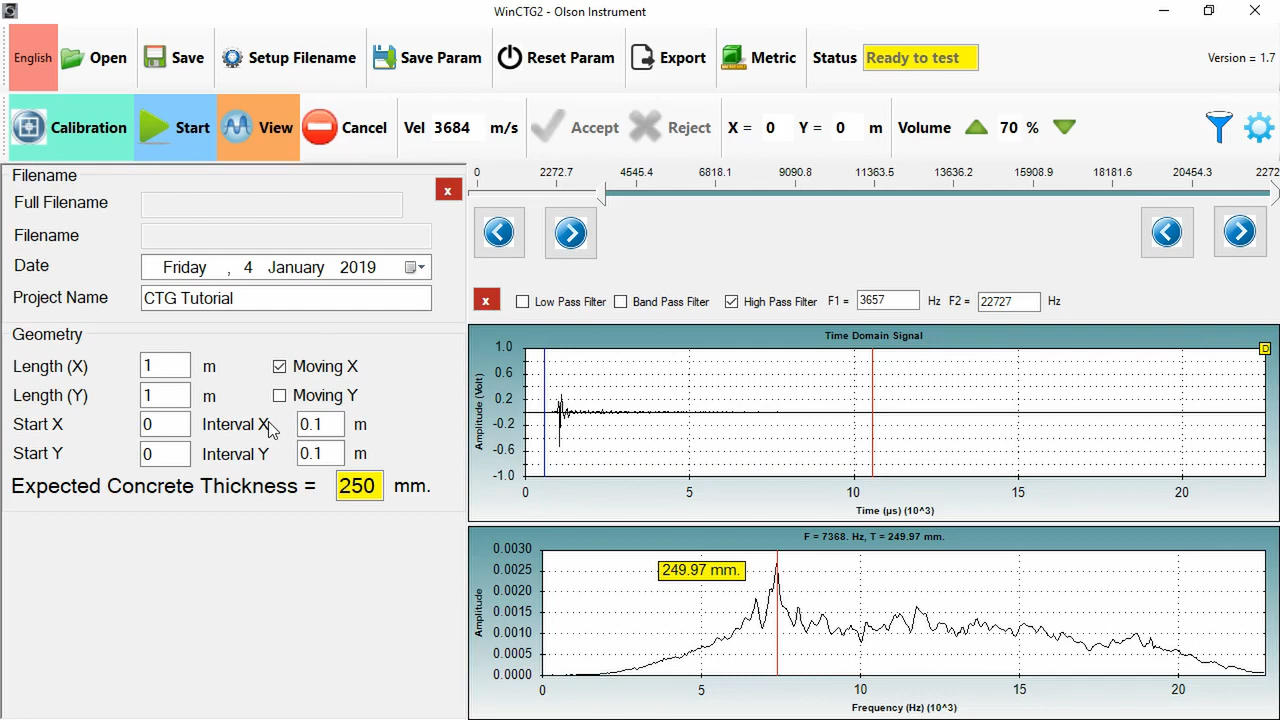 WinCTG2 - Olson Instrument
English Open Save Setup Filename Save Param Reset Param Export Metric Status Ready to test Version = 1.7
Calibration Start View Cancel Vel 3684 m/s Accept Reject X = 0 Y = 0 m Volume 70 %
Filename
x
Full Filename
Filename
Date Friday , 4 January 2019
Project Name CTG Tutorial
Geometry
Length (X) 1 m Moving X
Length (Y) 1 m Moving Y
Start X 0 Interval X 0.1 m
Start Y 0 Interval Y 0.1 m
Expected Concrete Thickness = 250 mm.
0 2272.7 4545.4 6818.1 9090.8 11363.5 13636.2 15908.9 18181.6 20454.3 2272
x Low Pass Filter Band Pass Filter High Pass Filter F1 = 3657 Hz F2 = 22727 Hz
Time Domain Signal
D
Amplitude (Volt)
1.0
0.6
0.2
-0.2
-0.6
-1.0
0 5 10 15 20
Time (µs) (10^3)
F = 7368. Hz, T = 249.97 mm.
249.97 mm.
Amplitude
0.0030
0.0025
0.0020
0.0015
0.0010
0.0005
0.0000
0 5 10 15 20
Frequency (Hz) (10^3)